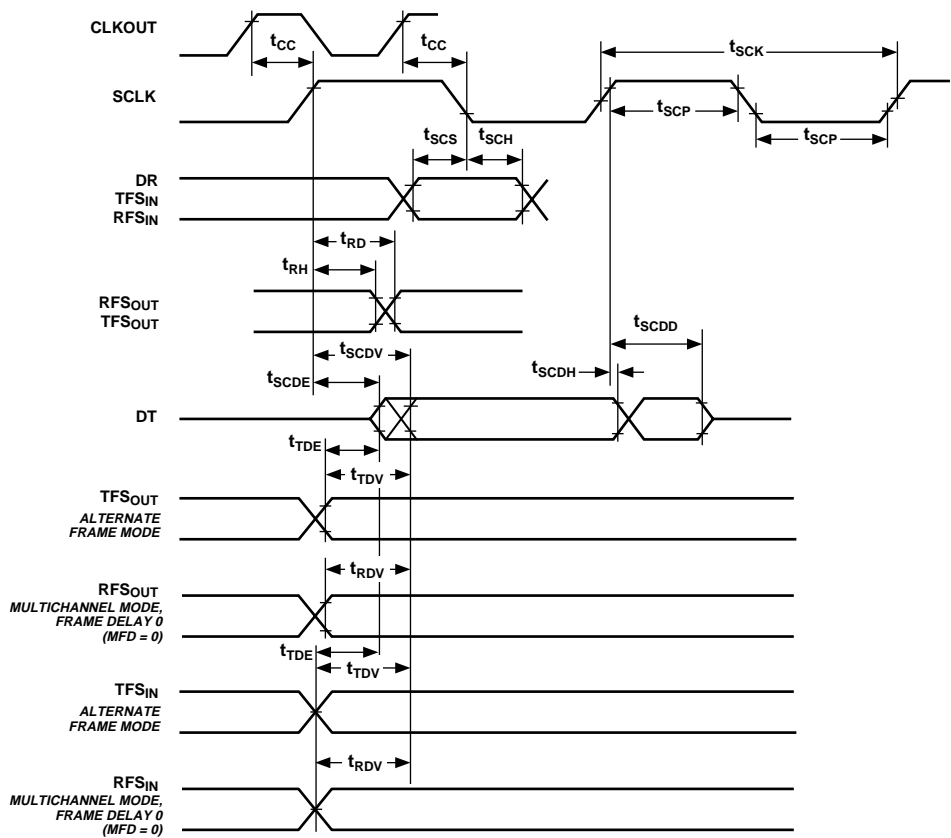 CLKOUT
tCC
tCC
tSCK
SCLK
tSCP
tSCP
tSCS
tSCH
DR
TFSIN
RFSIN
tRD
tRH
RFSOUT
TFSOUT
tSCDV
tSCDD
tSCDE
tSCDH
DT
tTDE
tTDV
TFSOUT
ALTERNATE
FRAME MODE
tRDV
RFSOUT
MULTICHANNEL MODE,
FRAME DELAY 0
(MFD = 0)
tTDE
tTDV
TFSIN
ALTERNATE
FRAME MODE
tRDV
RFSIN
MULTICHANNEL MODE,
FRAME DELAY 0
(MFD = 0)